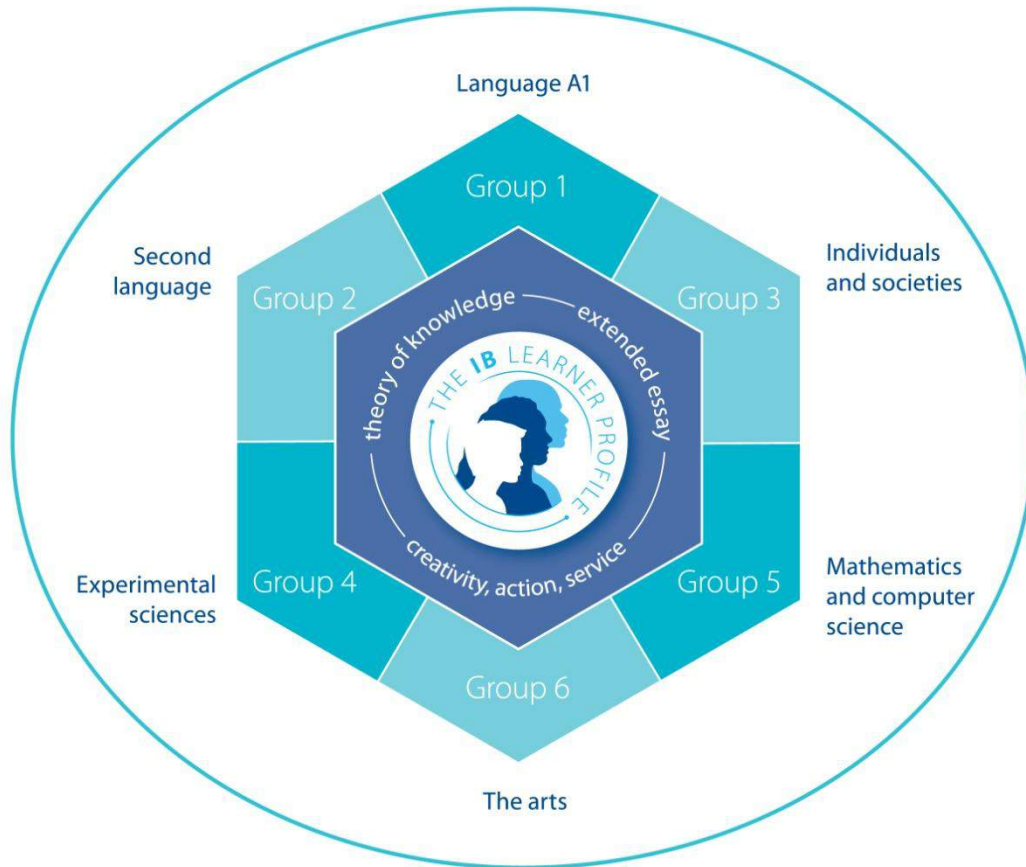 Language A1
Group 1
Second
language
Group 2
Group 3
Individuals
and societies
theory of knowledge
extended essay
THE IB LEARNER PROFILE
creativity, action, service
Experimental
sciences
Group 4
Group 5
Mathematics
and computer
science
Group 6
The arts